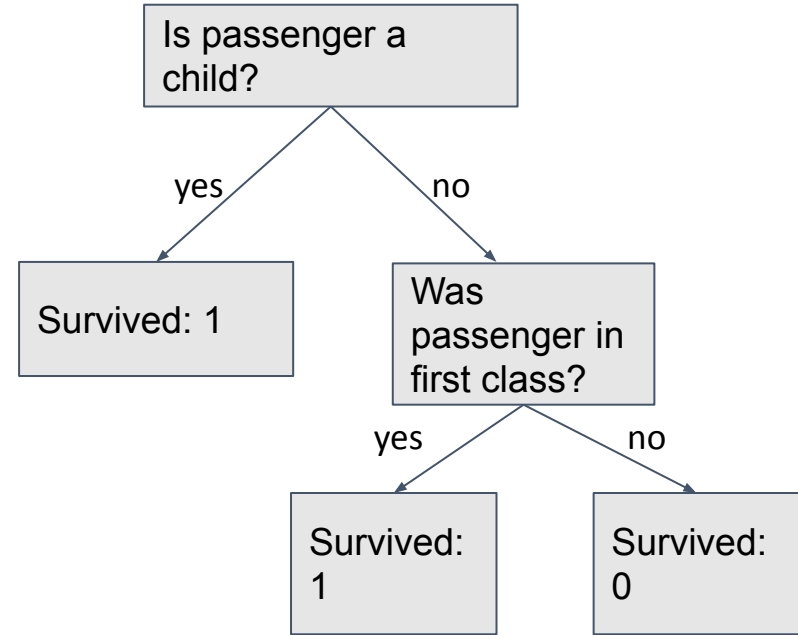 Is passenger a
child?
yes
no
Survived: 1
Was
passenger in
first class?
yes
no
Survived:
1
Survived:
0